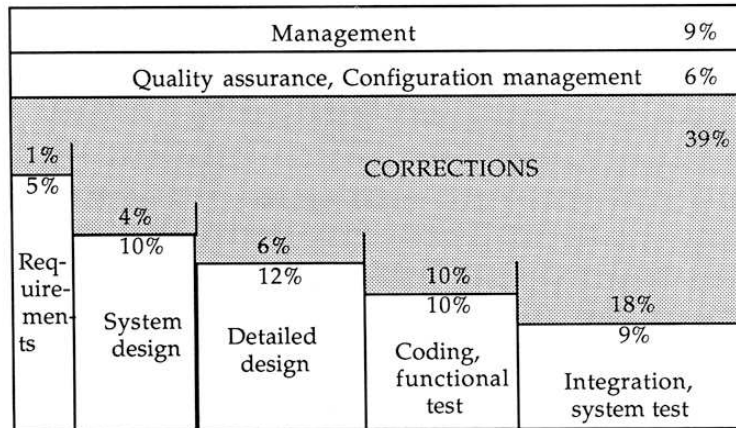 Management 9%
Quality assurance, Configuration management 6%
39%
CORRECTIONS
1%
5%
Req-
uire-
men-
ts
4%
10%
System
design
6%
12%
Detailed
design
10%
10%
Coding,
functional
test
18%
9%
Integration,
system test